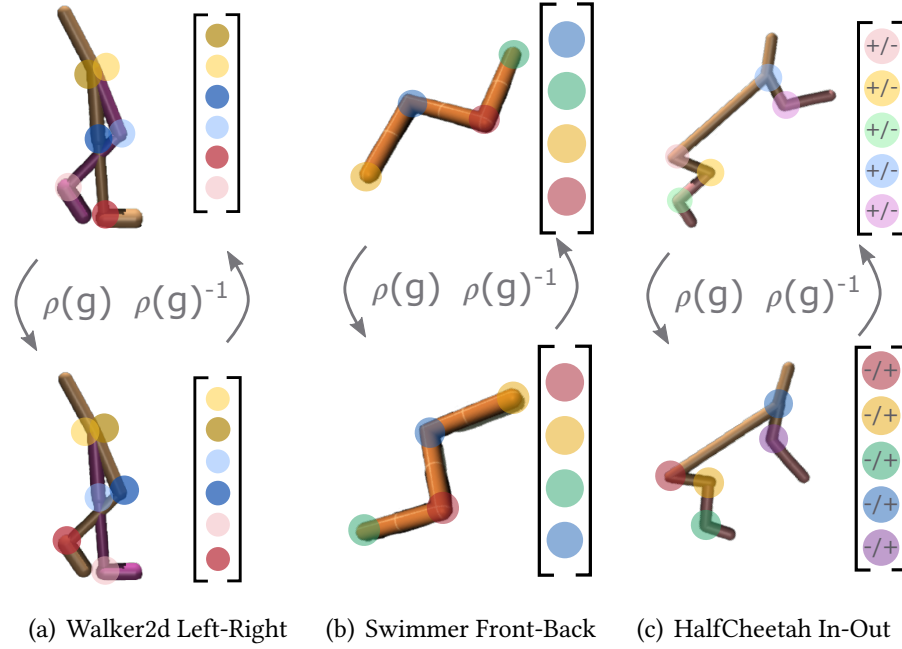 +/-
+/-
+/-
+/-
+/-
ρ(g) ρ(g)⁻¹
ρ(g) ρ(g)⁻¹
ρ(g) ρ(g)⁻¹
-/+
-/+
-/+
-/+
-/+
(a) Walker2d Left-Right
(b) Swimmer Front-Back
(c) HalfCheetah In-Out